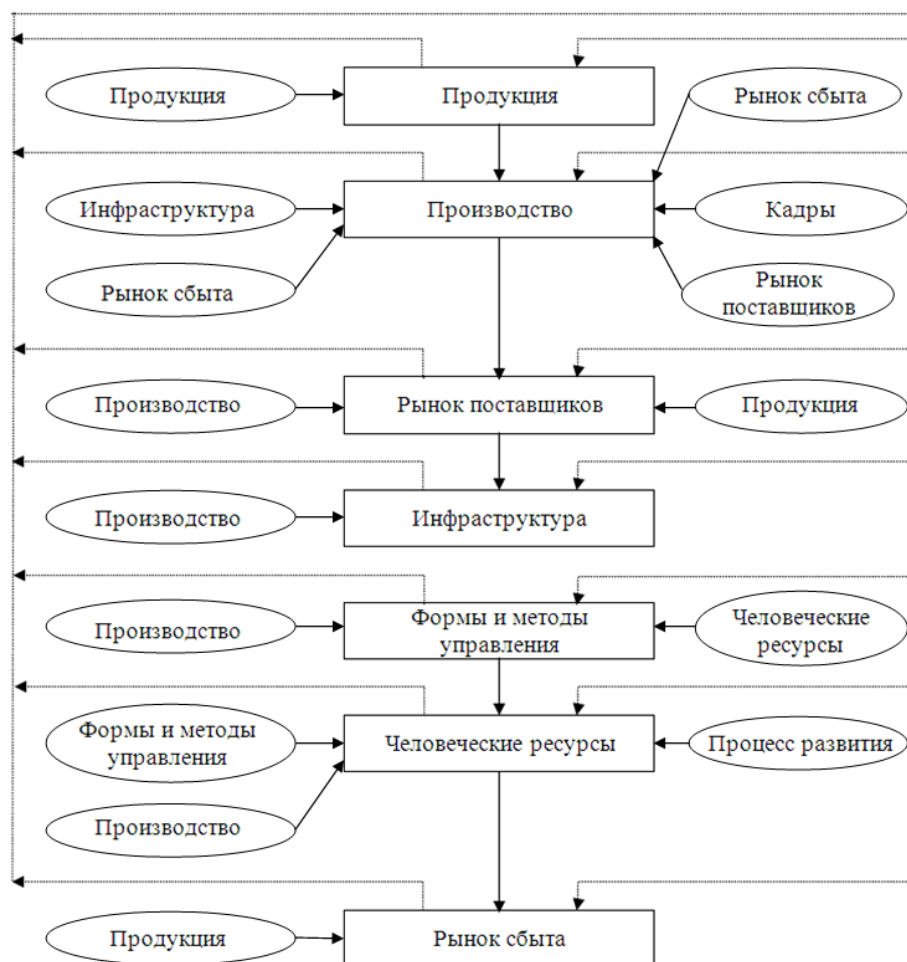 Продукция
Продукция
Рынок сбыта
Инфраструктура
Производство
Кадры
Рынок сбыта
Рынок
поставщиков
Производство
Рынок поставщиков
Продукция
Производство
Инфраструктура
Производство
Формы и методы
управления
Человеческие
ресурсы
Формы и методы
управления
Человеческие ресурсы
Процесс развития
Производство
Продукция
Рынок сбыта